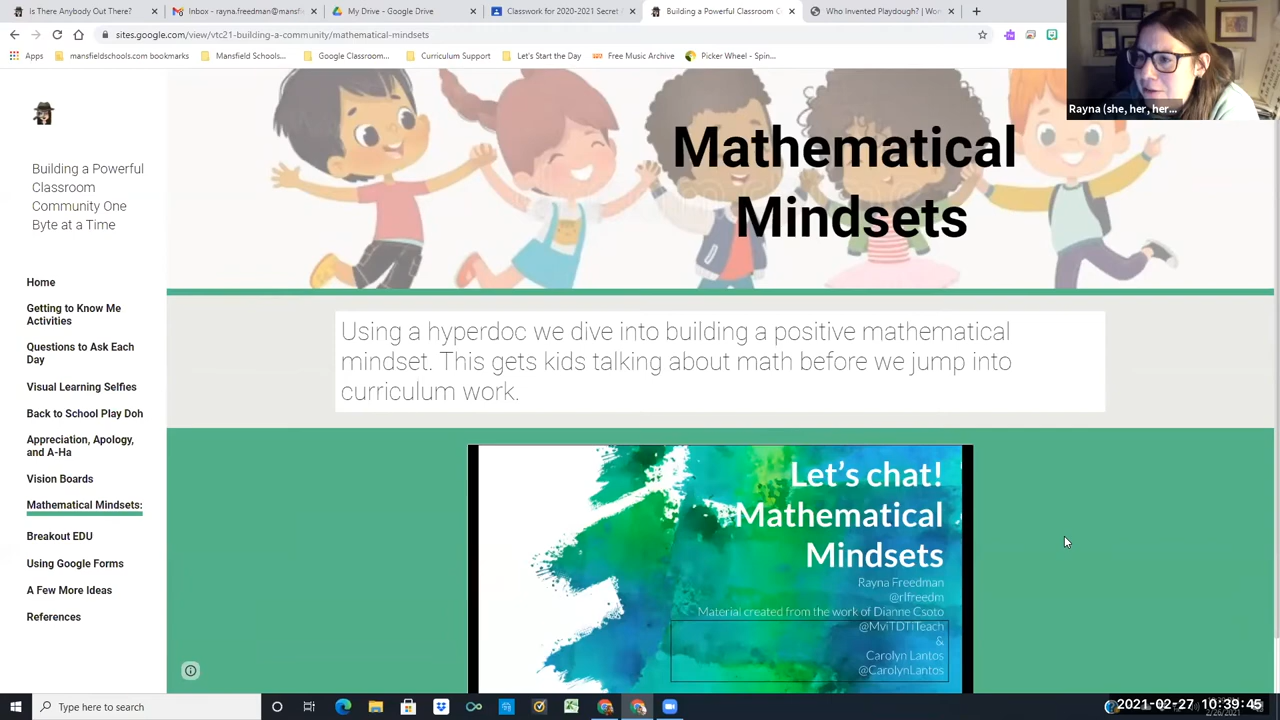 Is There Anybody Out There?
Inbox - rayna.freedman@mansf
My Drive - Google Drive
Classwork for 2020-2021 Secret
Building a Powerful Classroom C
Who Invented Playdough? | Won
sites.google.com/view/vtc21-building-a-community/mathematical-mindsets
Apps
mansfieldschools.com bookmarks
Mansfield Schools...
Google Classroom...
Curriculum Support
Let's Start the Day
Free Music Archive
Picker Wheel - Spin...
Rayna (she, her, her...
Building a Powerful
Classroom
Community One
Byte at a Time
Home
Getting to Know Me
Activities
Questions to Ask Each
Day
Visual Learning Selfies
Back to School Play Doh
Appreciation, Apology,
and A-Ha
Vision Boards
Mathematical Mindsets:
Breakout EDU
Using Google Forms
A Few More Ideas
References
Mathematical
Mindsets
Using a hyperdoc we dive into building a positive mathematical
mindset. This gets kids talking about math before we jump into
curriculum work.
Let's chat!
Mathematical
Mindsets
Rayna Freedman
@rlfreedm
Material created from the work of Dianne Csoto
@MviTDTiTeach
&
Carolyn Lantos
@CarolynLantos
Type here to search
2021-02-27 10:39:45